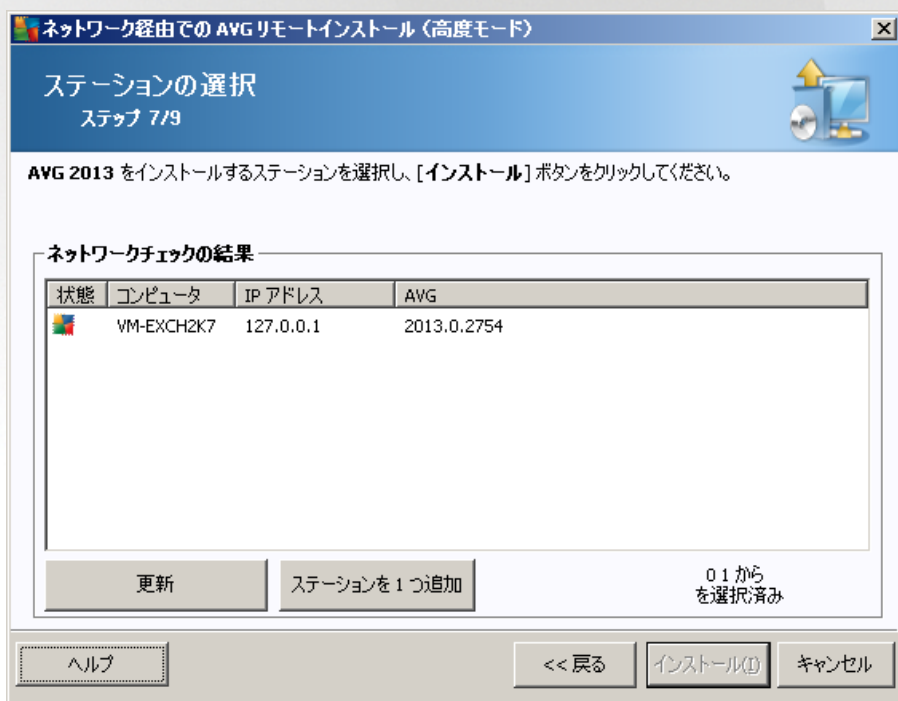 ネットワーク経由での AVG リモートインストール（高度モード）
ステーションの選択
ステップ 7/9
AVG 2013 をインストールするステーションを選択し、[インストール] ボタンをクリックしてください。
ネットワークチェックの結果
状態 コンピュータ IP アドレス AVG
VM-EXCH2K7 127.0.0.1 2013.0.2754
更新 ステーションを 1 つ追加 0 1 から
を選択済み
ヘルプ << 戻る インストール(I) キャンセル